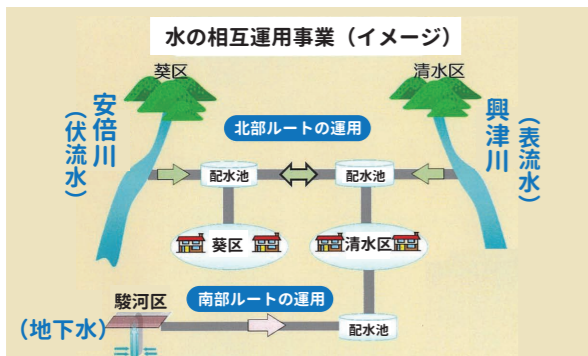 水の相互運用事業（イメージ）
葵区
清水区
安倍川
（伏流水）
北部ルートの運用
興津川
（表流水）
配水池
配水池
葵区
清水区
駿河区
南部ルートの運用
（地下水）
配水池